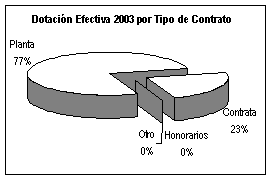 Dotación Efectiva 2003 por Tipo de Contrato
Planta
77%
Contrata
23%
Otro
0%
Honorarios
0%